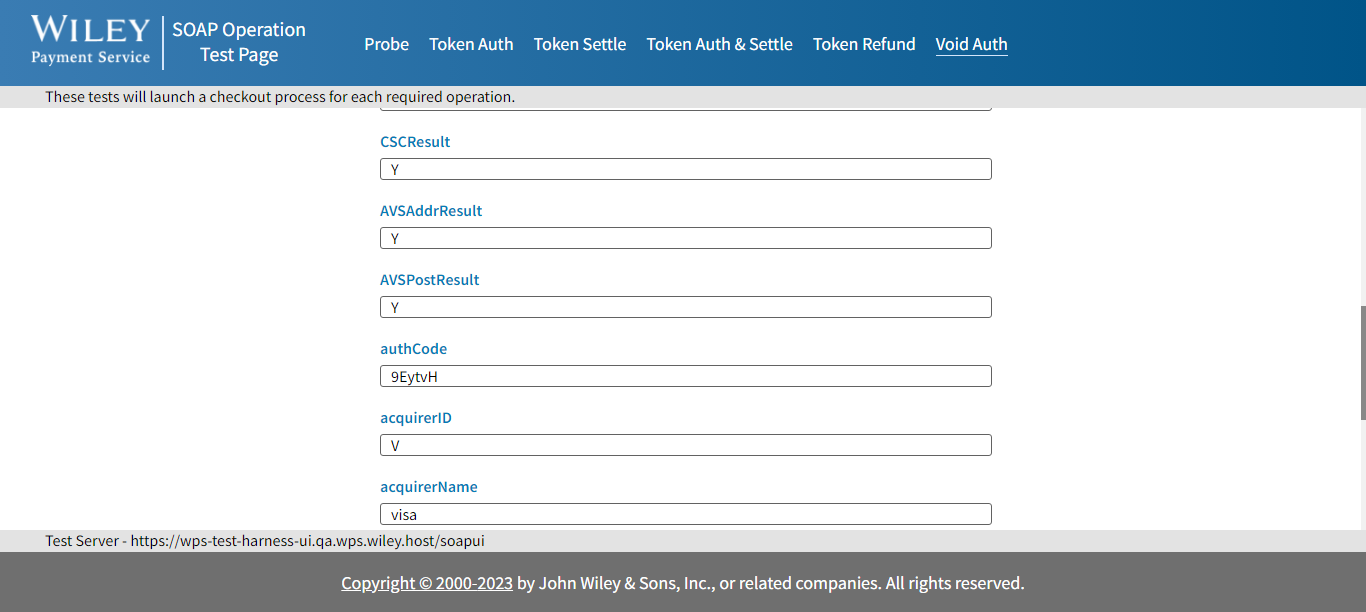 WILEY
Payment Service
SOAP Operation
Test Page
Probe Token Auth Token Settle Token Auth & Settle Token Refund Void Auth
These tests will launch a checkout process for each required operation.
CSCResult
Y
AVSAddrResult
Y
AVSPostResult
Y
authCode
9EytvH
acquirerID
V
acquirerName
visa
Test Server - https://wps-test-harness-ui.qa.wps.wiley.host/soapui
Copyright © 2000-2023 by John Wiley & Sons, Inc., or related companies. All rights reserved.